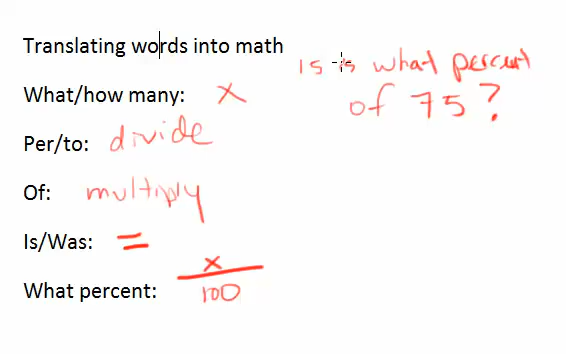 Translating words into math
What/how many: x
Per/to: divide
Of: multiply
Is/Was: =
What percent: x/100
15 is what percent
of 75?